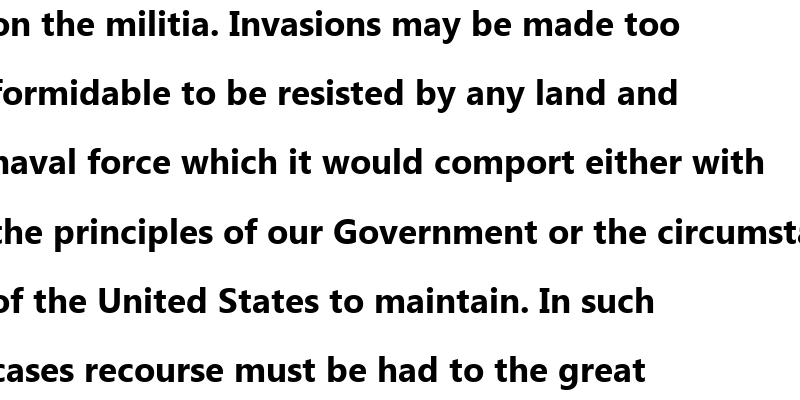 on the militia. Invasions may be made too
formidable to be resisted by any land and
naval force which it would comport either with
the principles of our Government or the
of the United States to maintain. In such
cases recourse must be had to the great